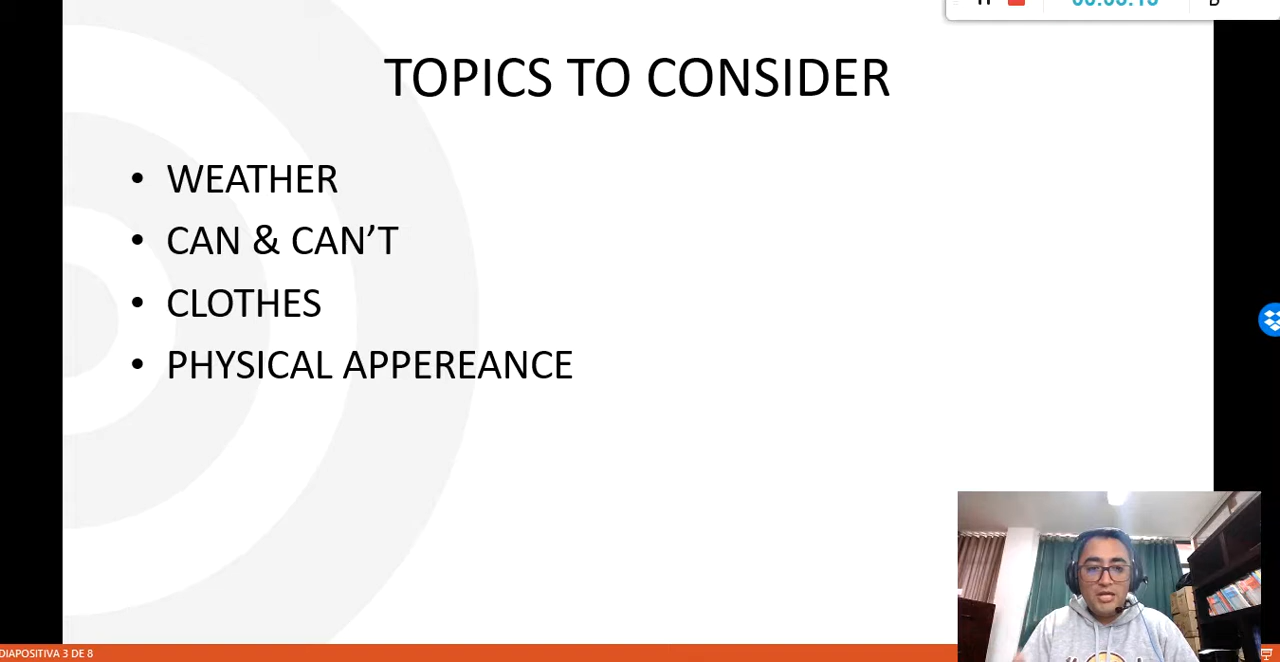 TOPICS TO CONSIDER
• WEATHER
• CAN & CAN’T
• CLOTHES
• PHYSICAL APPEREANCE
DIAPOSITIVA 3 DE 8